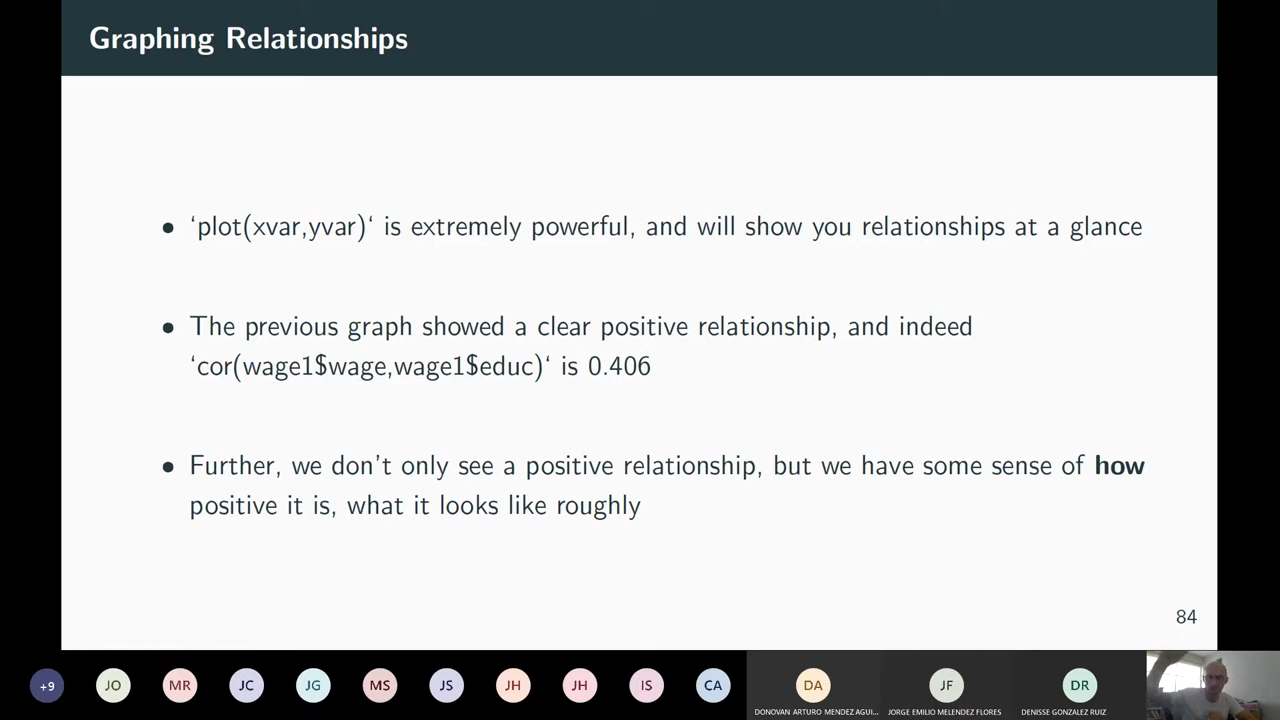 Graphing Relationships
• ‘plot(xvar,yvar)‘ is extremely powerful, and will show you relationships at a glance
• The previous graph showed a clear positive relationship, and indeed
‘cor(wage1$wage,wage1$educ)‘ is 0.406
• Further, we don’t only see a positive relationship, but we have some sense of how
positive it is, what it looks like roughly
84
+9 JO MR JC JG MS JS JH JH IS CA DA JF DR
DONOVAN ARTURO MENDEZ AGUI... JORGE EMILIO MELENDEZ FLORES DENISSE GONZALEZ RUIZ